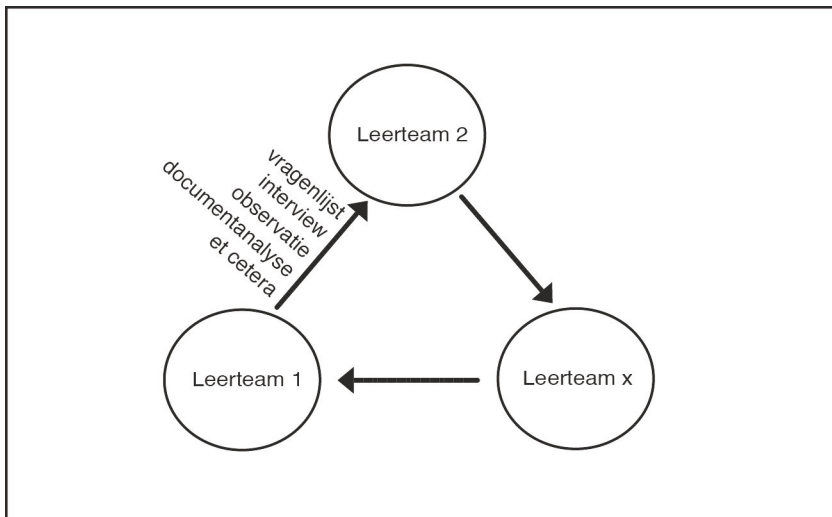 Leerteam 2
vragenlijst
interview
observatie
documentanalyse
et cetera
Leerteam 1
Leerteam x